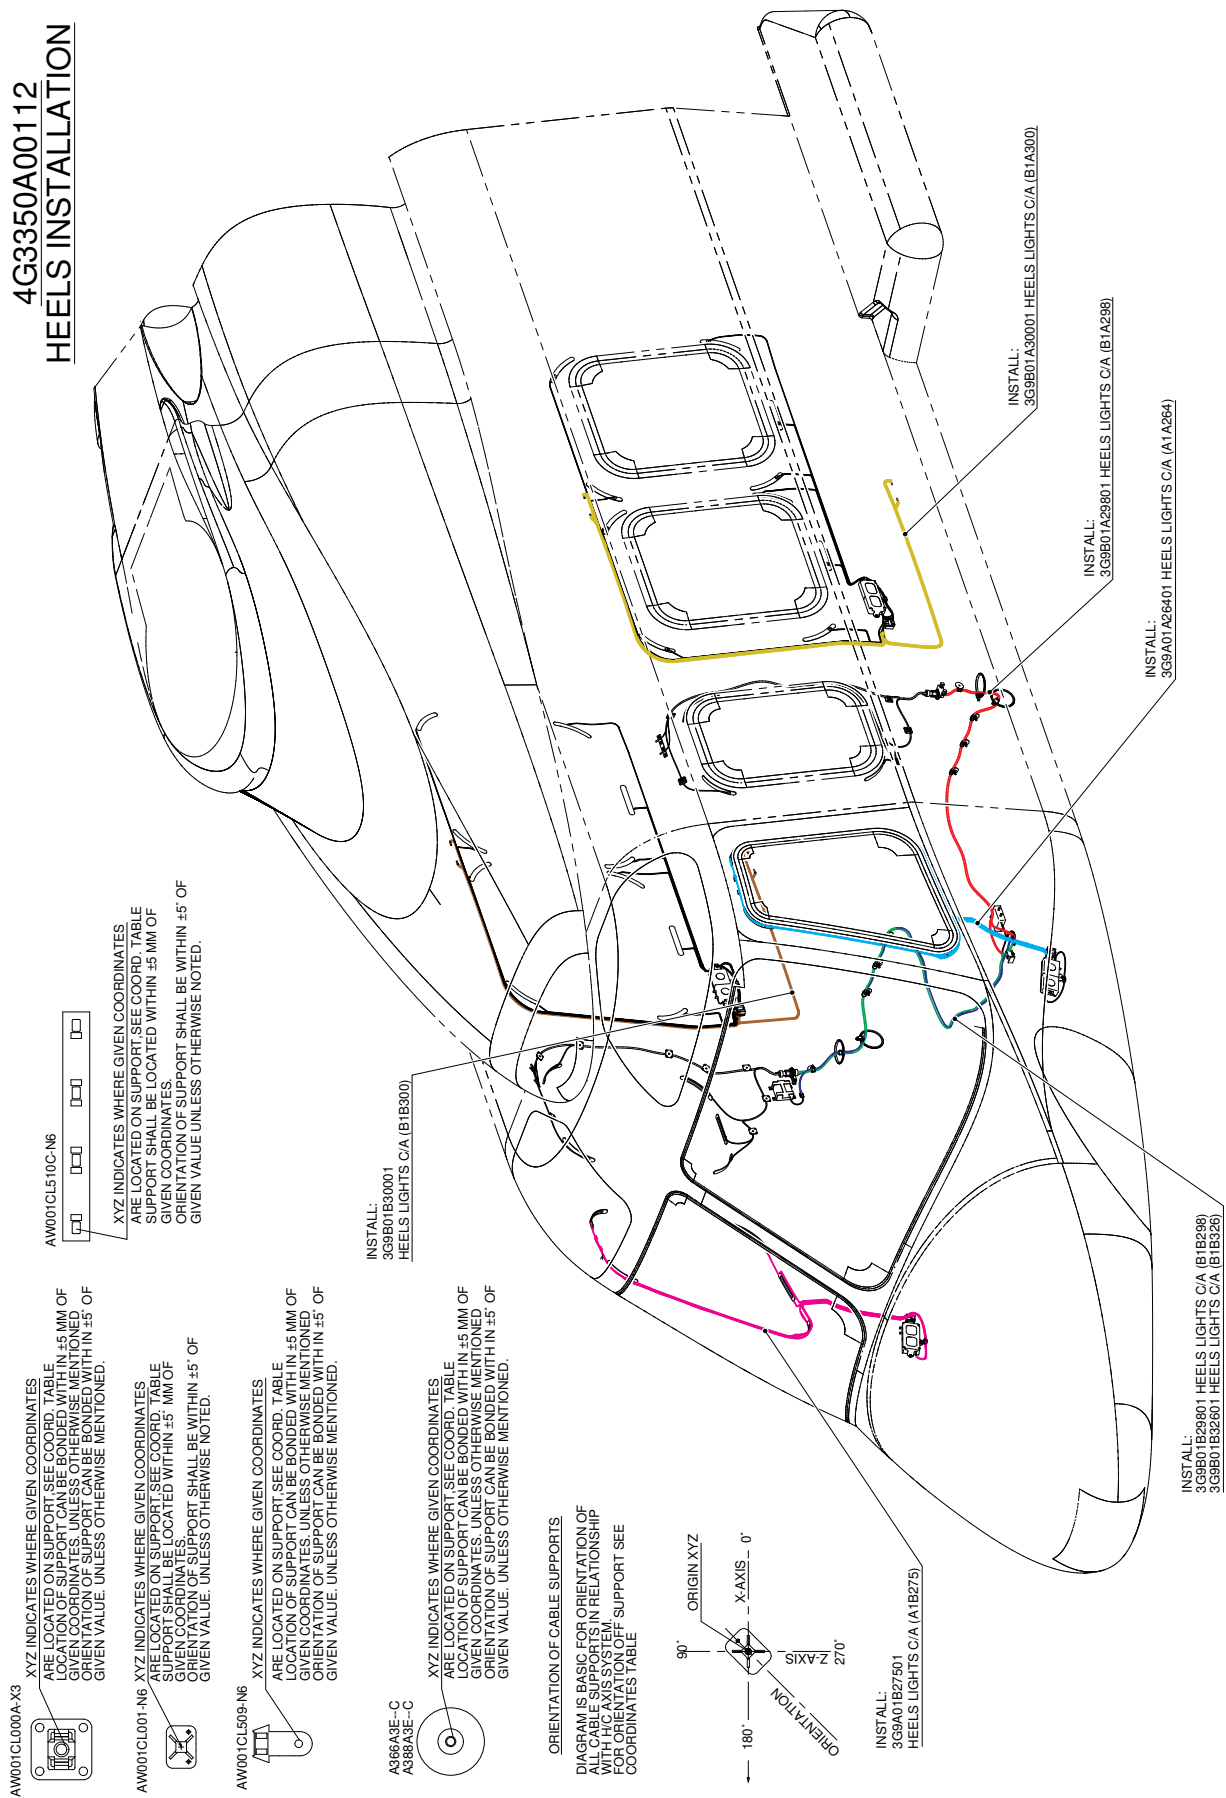 4G3350A00112
HEELS INSTALLATION
AW001CL000A-X3
XYZ INDICATES WHERE GIVEN COORDINATES
ARE LOCATED ON SUPPORT,SEE COORD. TABLE
LOCATION OF SUPPORT CAN BE BONDED WITH IN ±5 MM OF
GIVEN COORDINATES. UNLESS OTHERWISE MENTIONED
ORIENTATION OF SUPPORT CAN BE BONDED WITH IN ±5° OF
GIVEN VALUE. UNLESS OTHERWISE MENTIONED.
AW001CL001-N6
XYZ INDICATES WHERE GIVEN COORDINATES
ARE LOCATED ON SUPPORT,SEE COORD. TABLE
SUPPORT SHALL BE LOCATED WITHIN ±5° MM OF
GIVEN COORDINATES.
ORIENTATION OF SUPPORT SHALL BE WITHIN ±5° OF
GIVEN VALUE UNLESS OTHERWISE NOTED.
AW001CL509-N6
XYZ INDICATES WHERE GIVEN COORDINATES
ARE LOCATED ON SUPPORT,SEE COORD. TABLE
LOCATION OF SUPPORT CAN BE BONDED WITH IN ±5 MM OF
GIVEN COORDINATES. UNLESS OTHERWISE MENTIONED
ORIENTATION OF SUPPORT CAN BE BONDED WITH IN ±5° OF
GIVEN VALUE. UNLESS OTHERWISE MENTIONED.
AW001CL510C-N6
XYZ INDICATES WHERE GIVEN COORDINATES
ARE LOCATED ON SUPPORT,SEE COORD. TABLE
SUPPORT SHALL BE LOCATED WITHIN ±5 MM OF
GIVEN COORDINATES.
ORIENTATION OF SUPPORT SHALL BE WITHIN ±5° OF
GIVEN VALUE UNLESS OTHERWISE NOTED.
A366A3E--C
A388A3E--C
XYZ INDICATES WHERE GIVEN COORDINATES
ARE LOCATED ON SUPPORT,SEE COORD. TABLE
LOCATION OF SUPPORT CAN BE BONDED WITH IN ±5 MM OF
GIVEN COORDINATES. UNLESS OTHERWISE MENTIONED
ORIENTATION OF SUPPORT CAN BE BONDED WITH IN ±5° OF
GIVEN VALUE. UNLESS OTHERWISE MENTIONED.
ORIENTATION OF CABLE SUPPORTS
DIAGRAM IS BASIC FOR ORIENTATION OF
ALL CABLE SUPPORTS IN RELATIONSHIP
WITH H/C AXIS SYSTEM.
FOR ORIENTATION OFF SUPPORT SEE
COORDINATES TABLE
ORIGIN XYZ
90°
X-AXIS
0°
180°
Z-AXIS
270°
ORIENTATION
INSTALL:
3G9B01B30001
HEELS LIGHTS C/A (B1B300)
INSTALL:
3G9A01B27501
HEELS LIGHTS C/A (A1B275)
INSTALL:
3G9B01B29801 HEELS LIGHTS C/A (B1B298)
3G9B01B32601 HEELS LIGHTS C/A (B1B326)
INSTALL:
3G9A01A26401 HEELS LIGHTS C/A (A1A264)
INSTALL:
3G9B01A29801 HEELS LIGHTS C/A (B1A298)
INSTALL:
3G9B01A30001 HEELS LIGHTS C/A (B1A300)